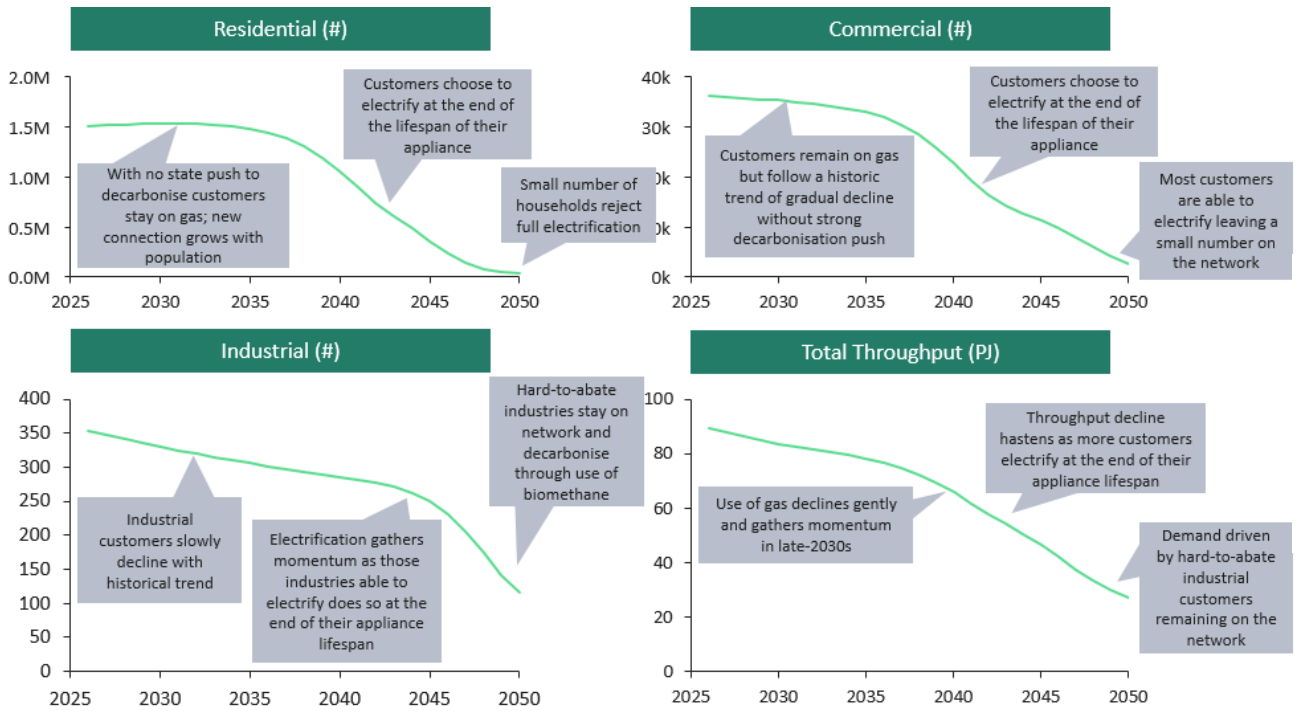 Residential (#)
2.0M
1.5M
1.0M
0.5M
0.0M
2025 2030 2035 2040 2045 2050
With no state push to
decarbonise customers
stay on gas; new
connection grows with
population
Customers choose to
electrify at the end of
the lifespan of their
appliance
Small number of
households reject
full electrification
Commercial (#)
40k
30k
0k
0k
0k
2025 2030 2035 2040 2045 2050
Customers remain on gas
but follow a historic
trend of gradual decline
without strong
decarbonisation push
Customers choose to
electrify at the end of
the lifespan of their
appliance
Most customers
are able to
electrify leaving a
small number on
the network
Industrial (#)
400
350
300
250
200
150
100
50
0
2025 2030 2035 2040 2045 2050
Industrial
customers slowly
decline with
historical trend
Electrification gathers
momentum as those
industries able to
electrify does so at the
end of their appliance
lifespan
Hard-to-abate
industries stay on
network and
decarbonise
through use of
biomethane
Total Throughput (PJ)
100
80
60
40
20
0
2025 2030 2035 2040 2045 2050
Use of gas declines gently
and gathers momentum
in late-2030s
Throughput decline
hastens as more customers
electrify at the end of their
appliance lifespan
Demand driven
by hard-to-abate
industrial
customers
remaining on the
network